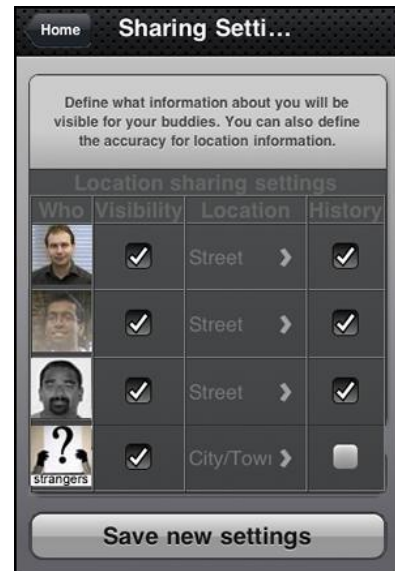 Home
Sharing Setti...
Define what information about you will be
visible for your buddies. You can also define
the accuracy for location information.
Location sharing settings
Who Visibility Location History
Street
Street
Street
? City/Tow
strangers
Save new settings